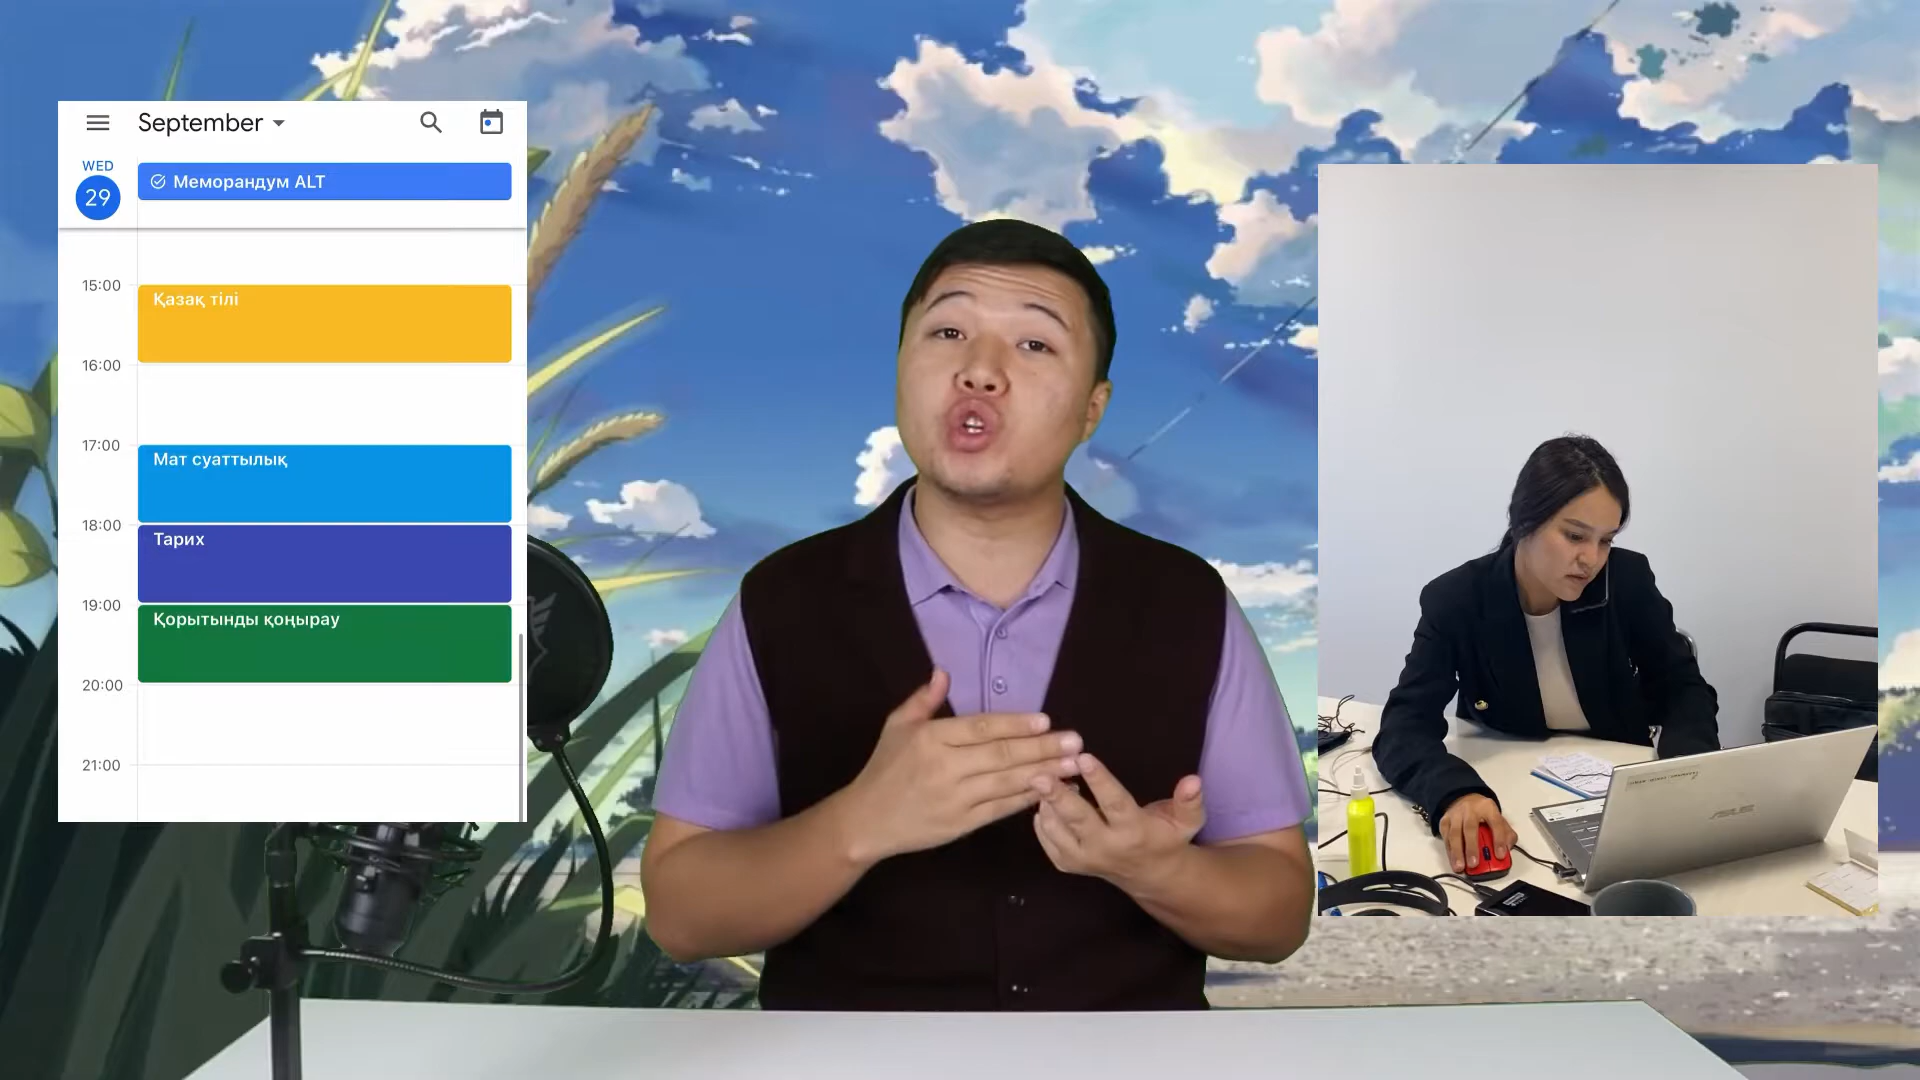 September
WED
29
Меморандум ALT
15:00
Қазақ тілі
16:00
17:00
Мат суаттылық
18:00
Тарих
19:00
Қорытынды қоңырау
20:00
21:00